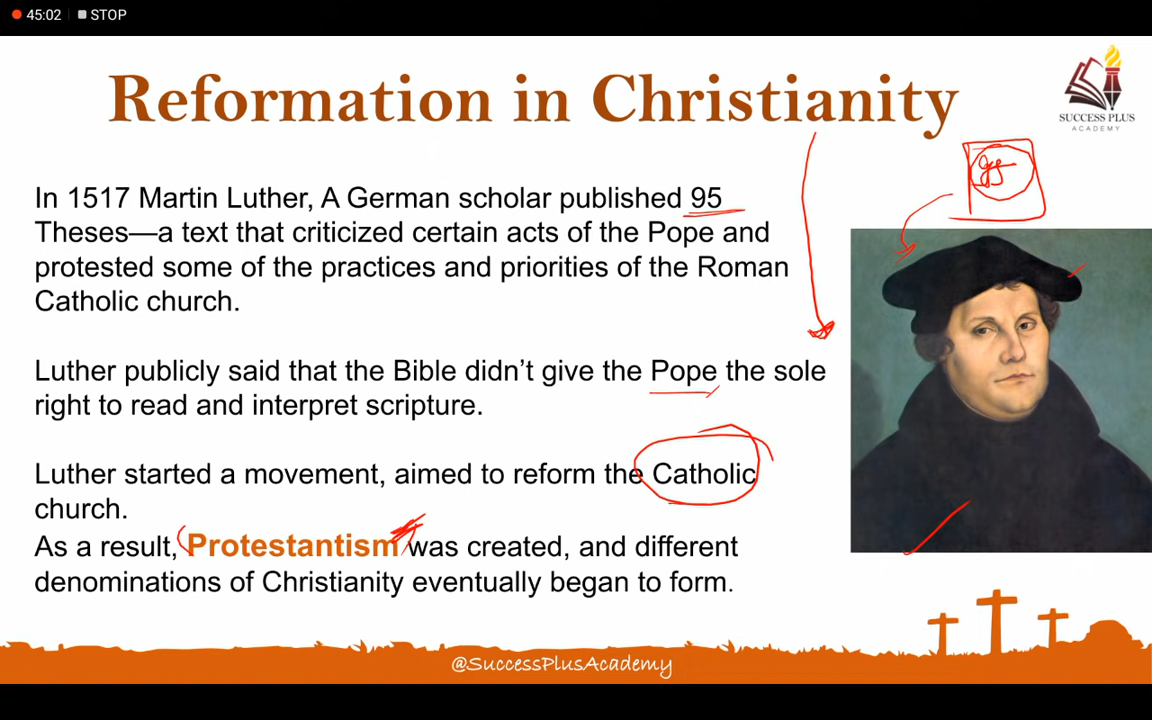 45:02 STOP
Reformation in Christianity
SUCCESS PLUS
ACADEMY
In 1517 Martin Luther, A German scholar published 95
Theses—a text that criticized certain acts of the Pope and
protested some of the practices and priorities of the Roman
Catholic church.
Luther publicly said that the Bible didn’t give the Pope the sole
right to read and interpret scripture.
Luther started a movement, aimed to reform the Catholic
church.
As a result, Protestantism was created, and different
denominations of Christianity eventually began to form.
@SuccessPlusAcademy